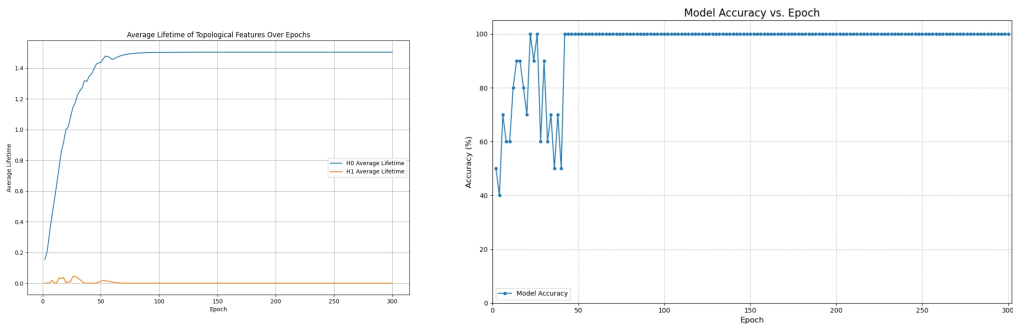 Average Lifetime of Topological Features Over Epochs
Average Lifetime
1.4
1.2
1.0
0.8
0.6
0.4
0.2
0.0
H0 Average Lifetime
H1 Average Lifetime
0 50 100 150 200 250 300
Epoch
Model Accuracy vs. Epoch
Accuracy (%)
100
80
60
40
20
0
Model Accuracy
0 50 100 150 200 250 300
Epoch